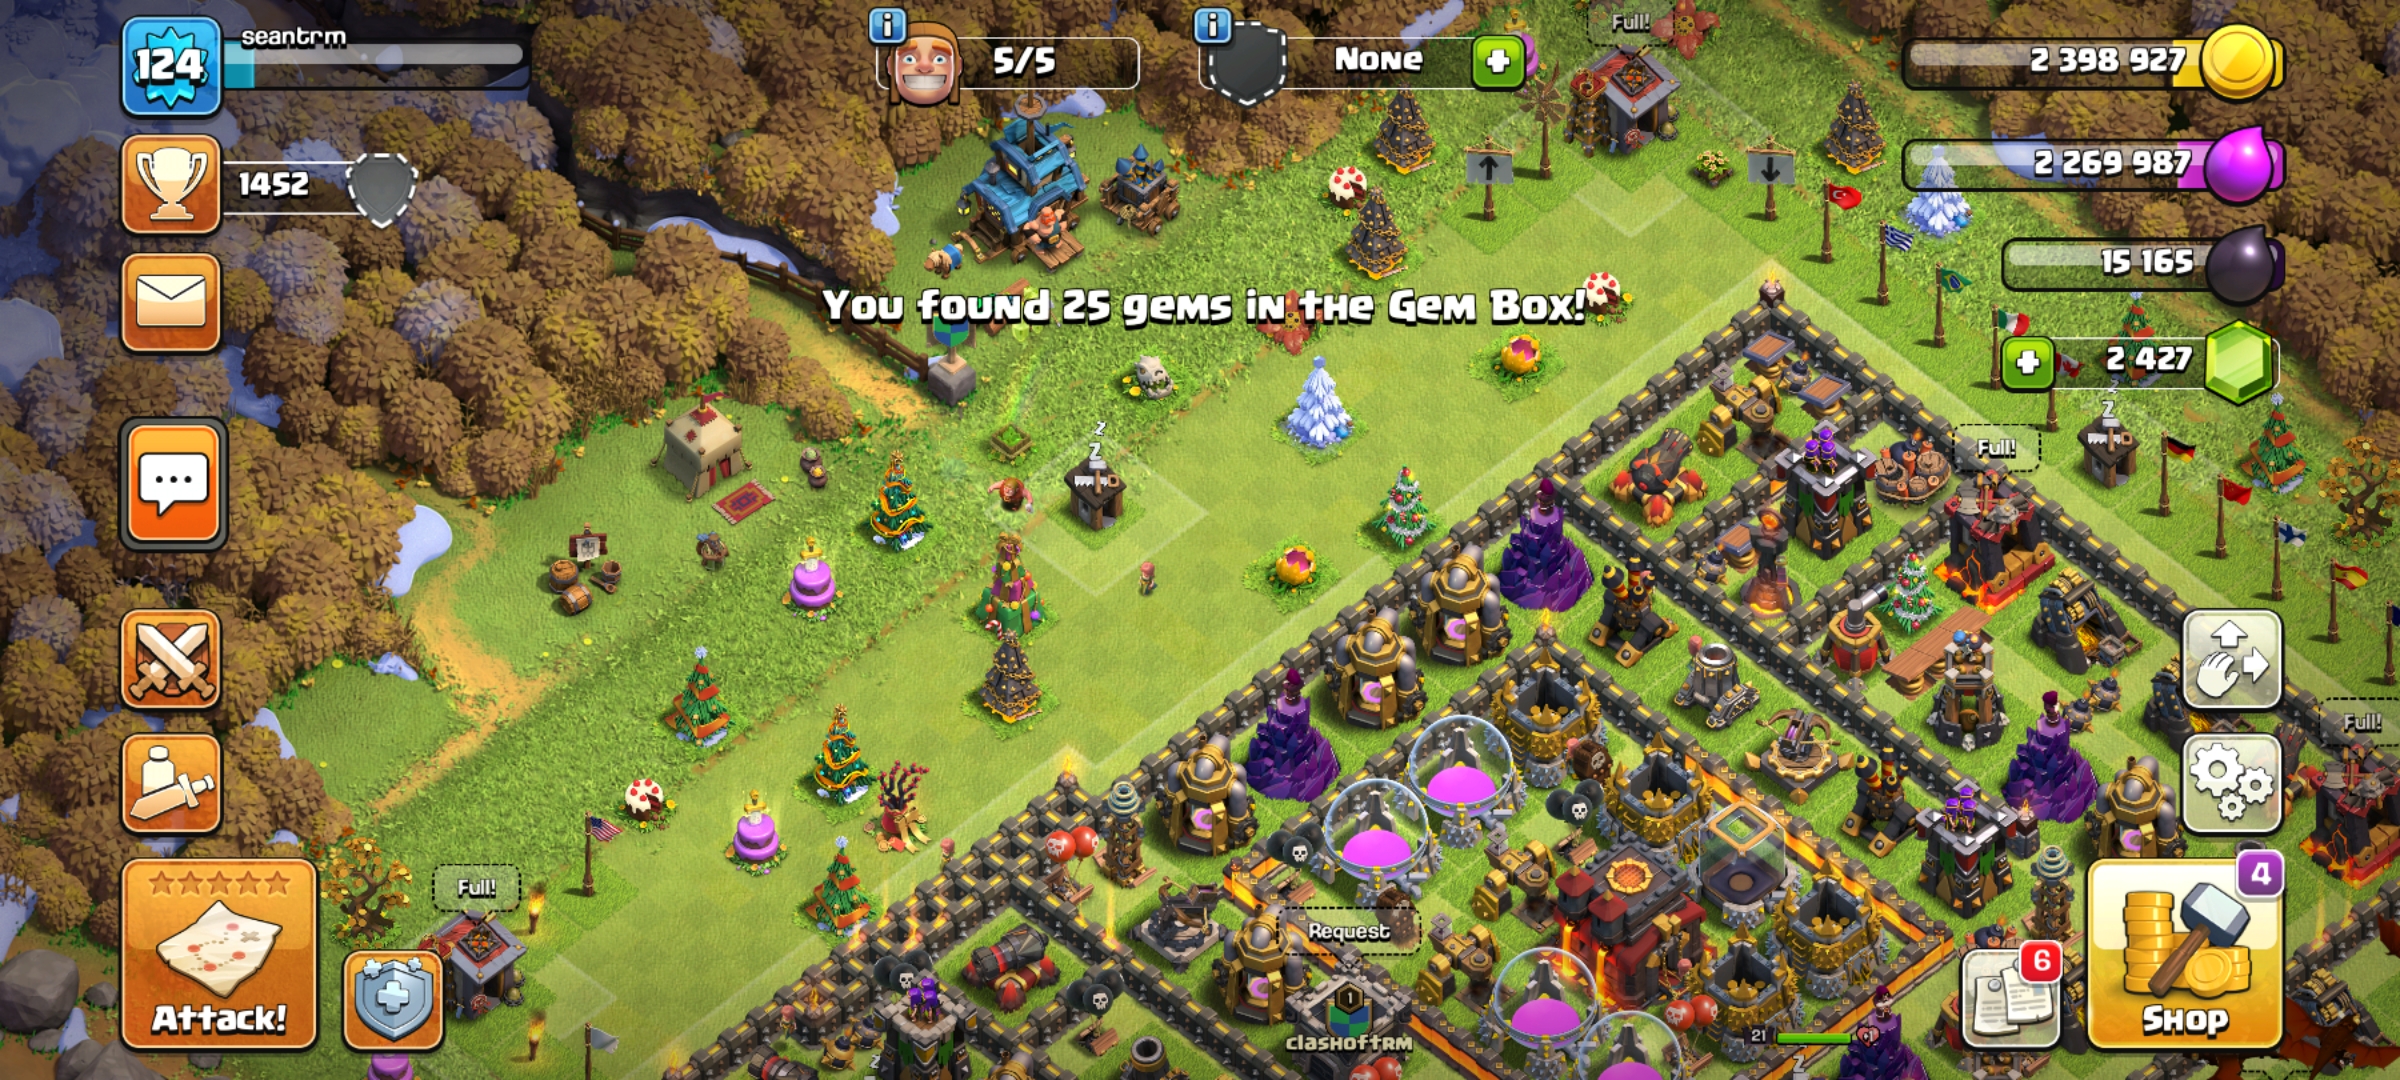 124
seantrm
5/5
None
Full!
2 398 927
1452
2 269 987
15 165
You found 25 gems in the Gem Box!
2 427
z
z
z
Full!
Full!
Full!
4
Request
6
Attack!
1
Shop
clashoftrm
21
z
z